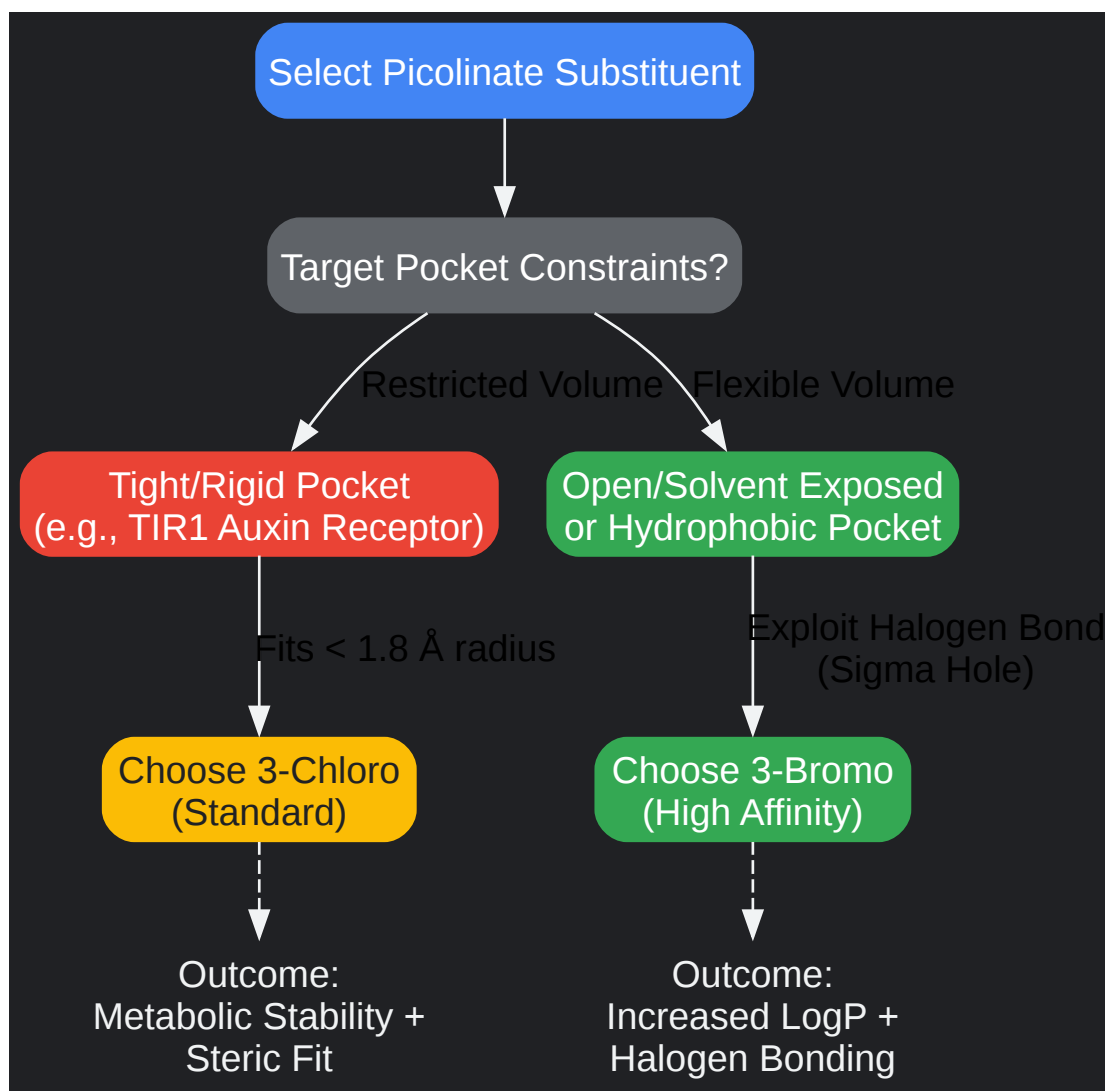 Select Picolinate Substituent
Target Pocket Constraints?
Restricted Volume
Flexible Volume
Tight/Rigid Pocket
(e.g., TIR1 Auxin Receptor)
Open/Solvent Exposed
or Hydrophobic Pocket
Fits < 1.8 Å radius
Exploit Halogen Bond
(Sigma Hole)
Choose 3-Chloro
(Standard)
Choose 3-Bromo
(High Affinity)
Outcome:
Metabolic Stability +
Steric Fit
Outcome:
Increased LogP +
Halogen Bonding